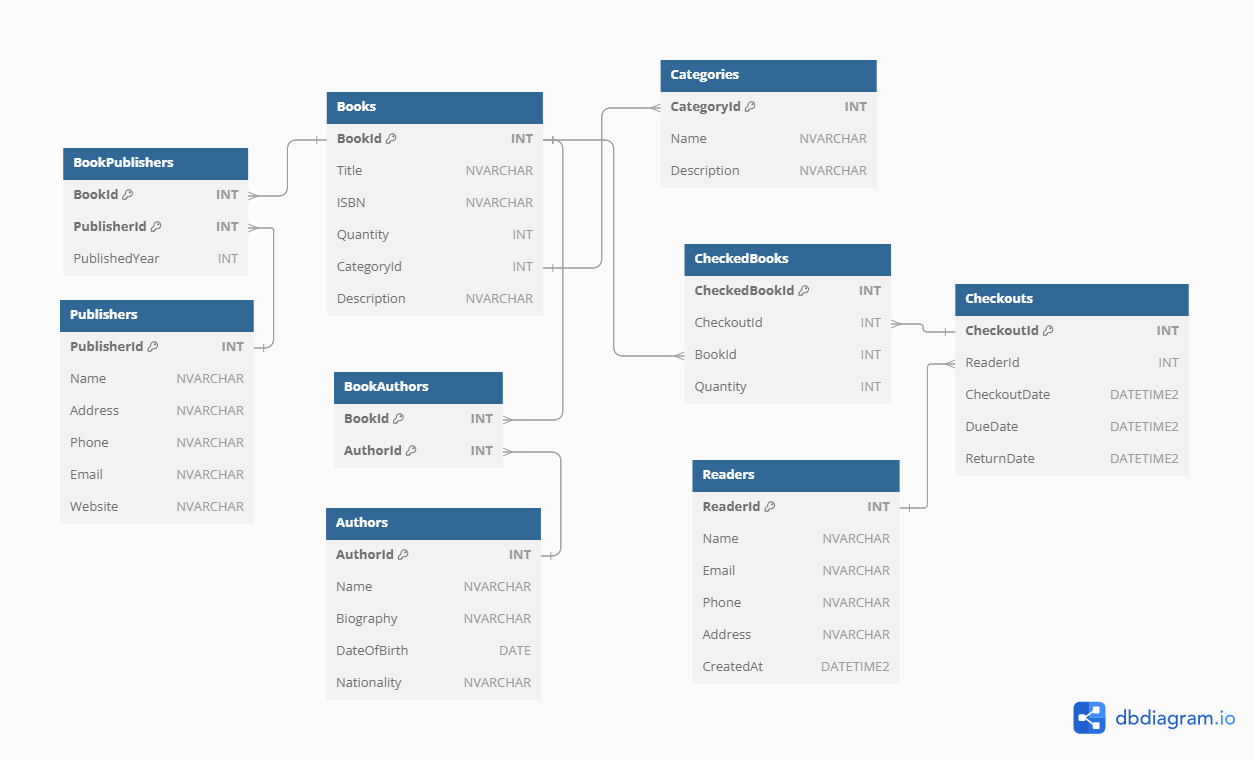 Categories
CategoryId INT
Name NVARCHAR
Description NVARCHAR
Books
BookId INT
Title NVARCHAR
ISBN NVARCHAR
Quantity INT
CategoryId INT
Description NVARCHAR
BookPublishers
BookId INT
PublisherId INT
PublishedYear INT
CheckedBooks
CheckedBookId INT
CheckoutId INT
BookId INT
Quantity INT
Checkouts
CheckoutId INT
ReaderId INT
CheckoutDate DATETIME2
DueDate DATETIME2
ReturnDate DATETIME2
Publishers
PublisherId INT
Name NVARCHAR
Address NVARCHAR
Phone NVARCHAR
Email NVARCHAR
Website NVARCHAR
BookAuthors
BookId INT
AuthorId INT
Readers
ReaderId INT
Name NVARCHAR
Email NVARCHAR
Phone NVARCHAR
Address NVARCHAR
CreatedAt DATETIME2
Authors
AuthorId INT
Name NVARCHAR
Biography NVARCHAR
DateOfBirth DATE
Nationality NVARCHAR
dbdiagram.io